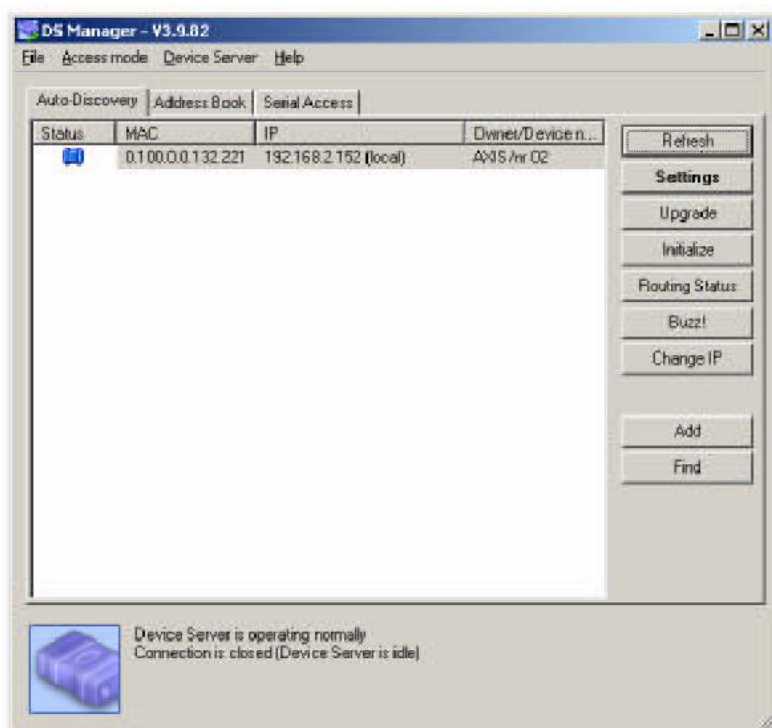 DS Manager - V3.9.82
File Access mode Device Server Help
Auto-Discovery Address Book Serial Access
Status MAC IP Owner/Device n...
0.1 00.0.0.132.221 192.168.2.152 (local) AXIS /nr 02
Refresh
Settings
Upgrade
Initialize
Routing Status
Buzz!
Change IP
Add
Find
Device Server is operating normally
Connection is closed (Device Server is idle)